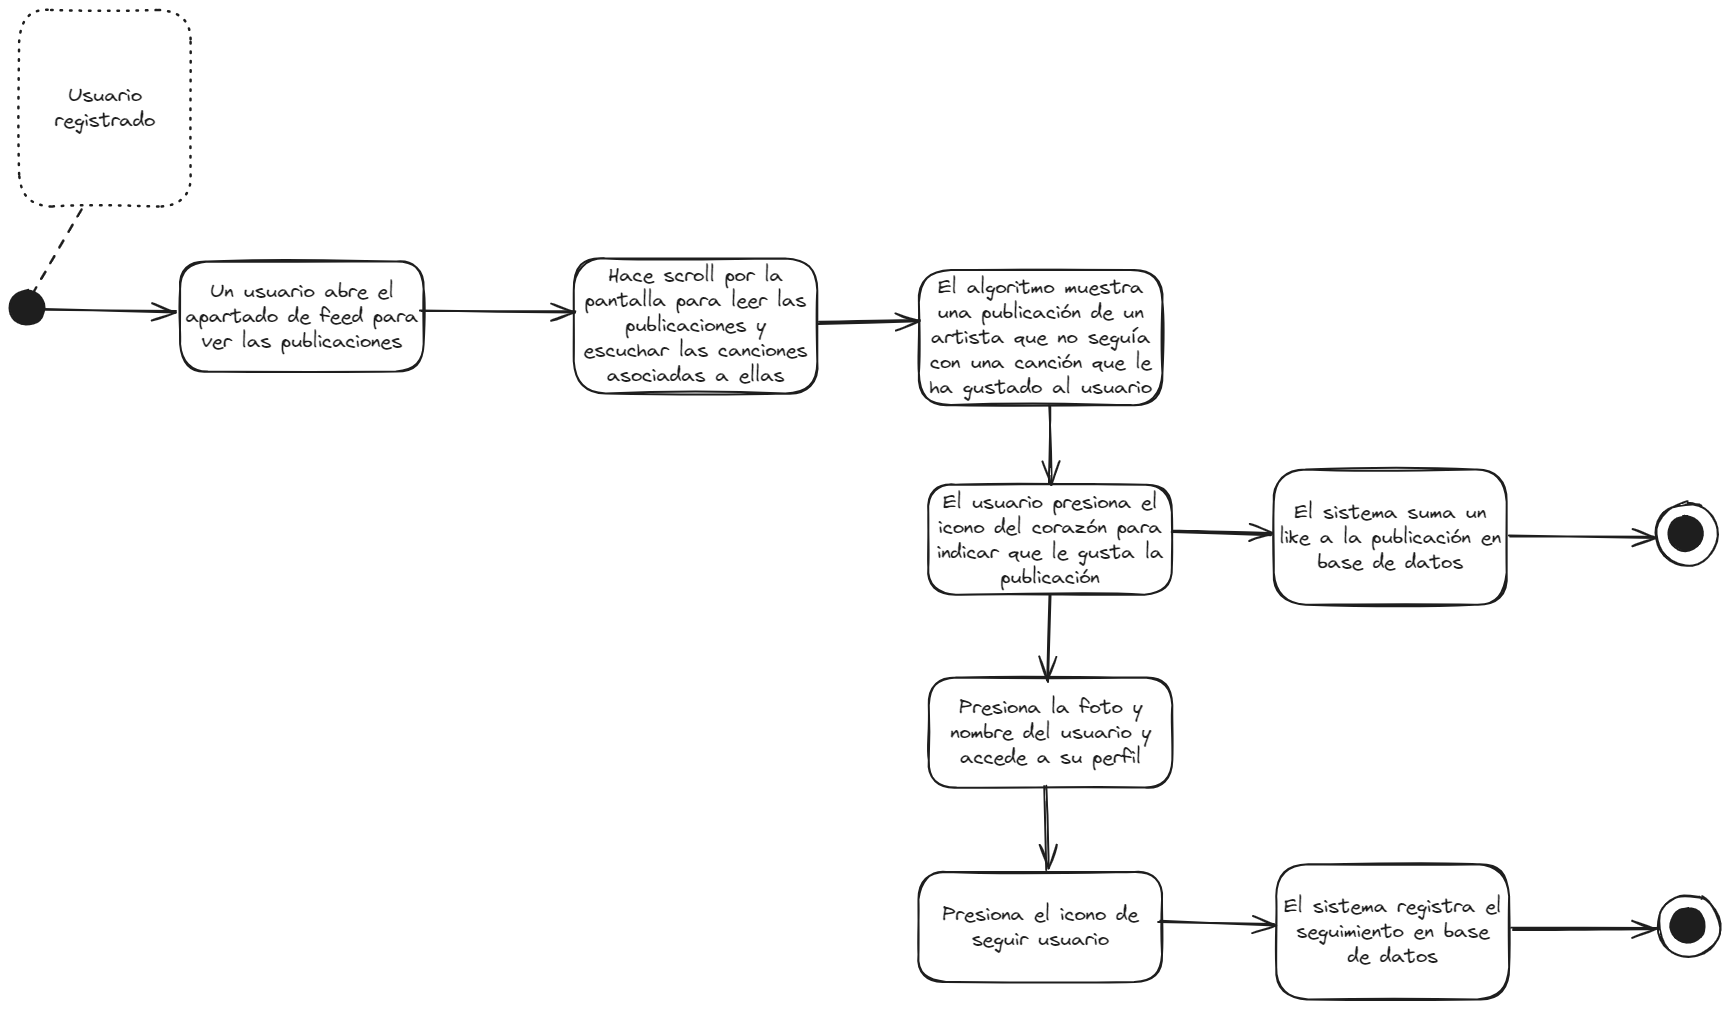 Usuario
registrado
Un usuario abre el
apartado de feed para
ver las publicaciones
Hace scroll por la
pantalla para leer las
publicaciones y
escuchar las canciones
asociadas a ellas
El algoritmo muestra
una publicación de un
artista que no seguía
con una canción que le
ha gustado al usuario
El usuario presiona el
icono del corazón para
indicar que le gusta la
publicación
El sistema suma un
like a la publicación en
base de datos
Presiona la foto y
nombre del usuario y
accede a su perfil
Presiona el icono de
seguir usuario
El sistema registra el
seguimiento en base
de datos